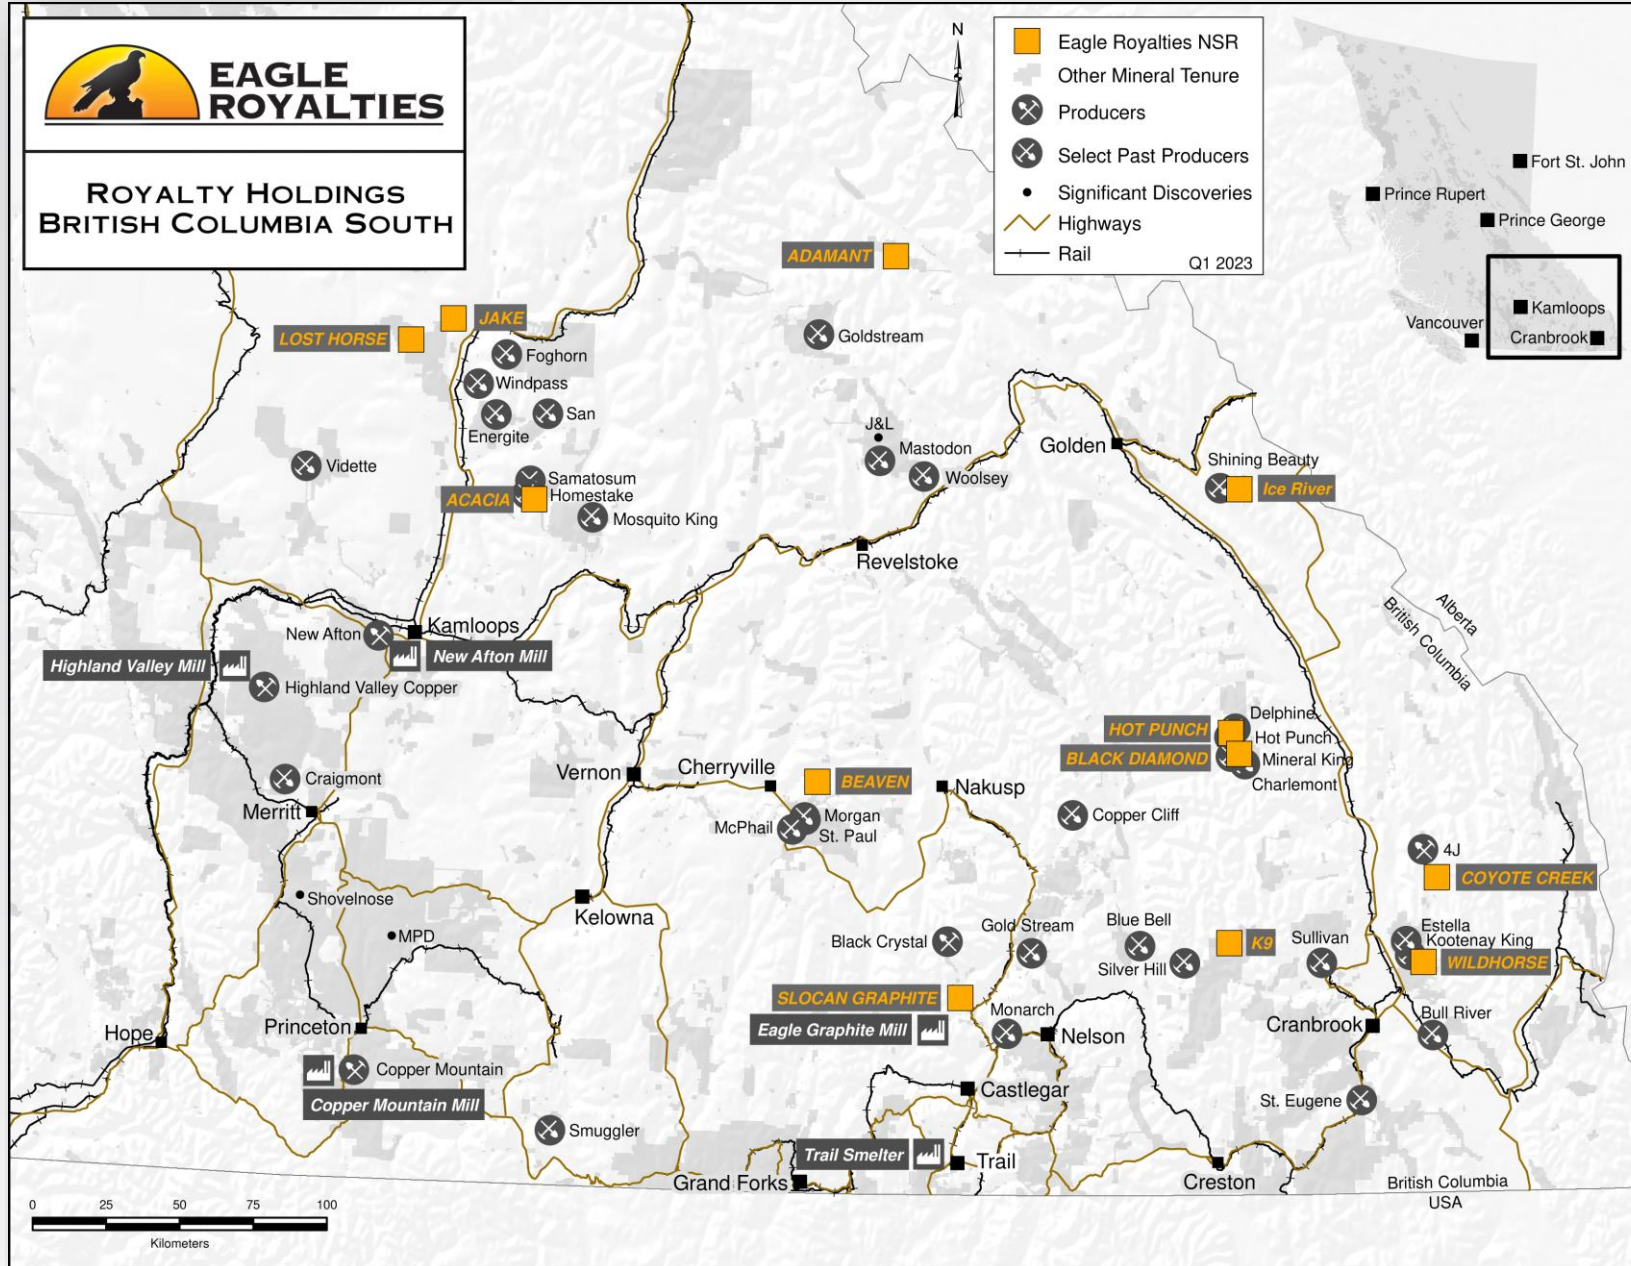 EAGLE
ROYALTIES
ROYALTY HOLDINGS
BRITISH COLUMBIA SOUTH
N
Eagle Royalties NSR
Other Mineral Tenure
Producers
Select Past Producers
Significant Discoveries
Highways
Rail
Q1 2023
Fort St. John
Prince Rupert
Prince George
Kamloops
Vancouver
Cranbrook
ADAMANT
JAKE
LOST HORSE
Goldstream
Foghorn
Windpass
San
Energite
J&L
Mastodon
Woolsey
Golden
Shining Beauty
Ice River
Vidette
Samatosum
Homestake
ACACIA
Mosquito King
Revelstoke
Alberta
British Columbia
Kamloops
New Afton
New Afton Mill
Highland Valley Mill
Highland Valley Copper
Delphine
HOT PUNCH
Hot Punch
BLACK DIAMOND
Mineral King
Charlemont
Craigmont
Vernon
Cherryville
BEAVEN
Nakusp
Merritt
Morgan
McPhail
St. Paul
Copper Cliff
4J
COYOTE CREEK
Shovelnose
Kelowna
MPD
Black Crystal
Gold Stream
Blue Bell
Silver Hill
K9
Sullivan
Estella
Kootenay King
WILDHORSE
SLOCAN GRAPHITE
Eagle Graphite Mill
Monarch
Nelson
Cranbrook
Bull River
Hope
Princeton
Copper Mountain
Copper Mountain Mill
Castlegar
St. Eugene
Smuggler
Trail Smelter
Trail
Grand Forks
Creston
British Columbia
USA
0 25 50 75 100
Kilometers